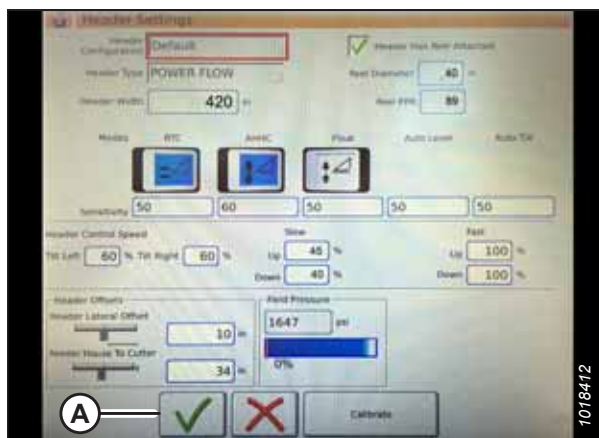 Header Settings
Header Configuration Default
Header Has Reel Attached
Header Type POWER FLOW
Reel Diameter 40 in
Header Width 420 in
Reel PPR 89
Modes RTC AHHC Float Auto Level Auto Tilt
Sensitivity 50 60 50 50 50
Header Control Speed Slow Fast
Tilt Left 60 % Tilt Right 60 % Up 45 % Up 100 %
Down 40 % Down 100 %
Header Offsets
Field Pressure
Header Lateral Offset
10 in
1647 psi
Feeder House To Cutter
34 in
0%
A
Calibrate
1018412